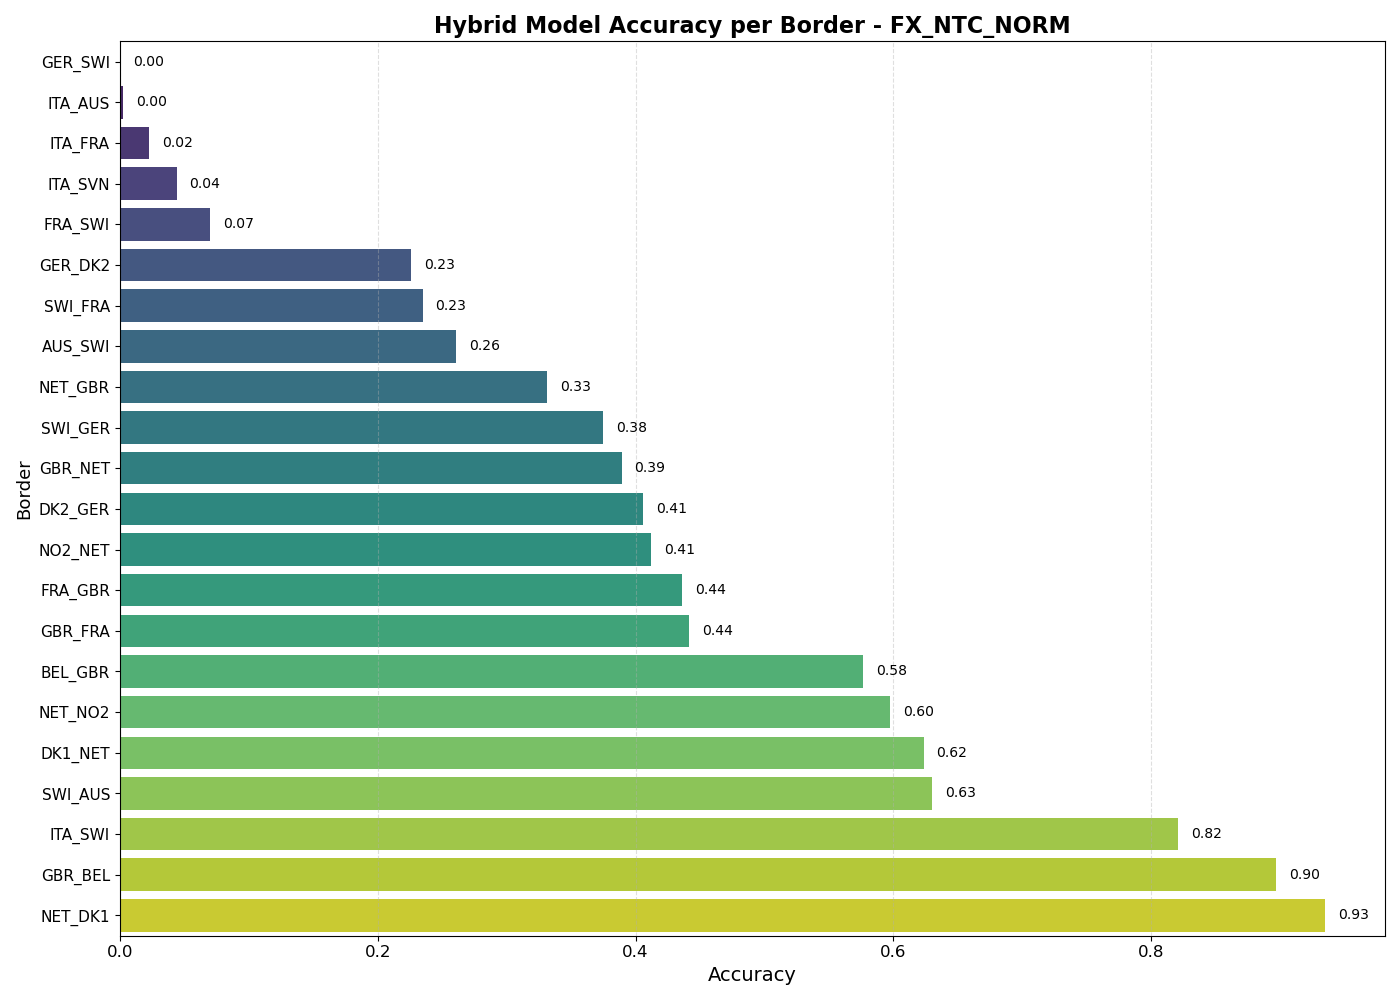 Hybrid Model Accuracy per Border - FX_NTC_NORM
GER_SWI 0.00
ITA_AUS 0.00
ITA_FRA 0.02
ITA_SVN 0.04
FRA_SWI 0.07
GER_DK2 0.23
SWI_FRA 0.23
AUS_SWI 0.26
NET_GBR 0.33
SWI_GER 0.38
GBR_NET 0.39
DK2_GER 0.41
NO2_NET 0.41
FRA_GBR 0.44
GBR_FRA 0.44
BEL_GBR 0.58
NET_NO2 0.60
DK1_NET 0.62
SWI_AUS 0.63
ITA_SWI 0.82
GBR_BEL 0.90
NET_DK1 0.93
Border
0.0 0.2 0.4 0.6 0.8
Accuracy